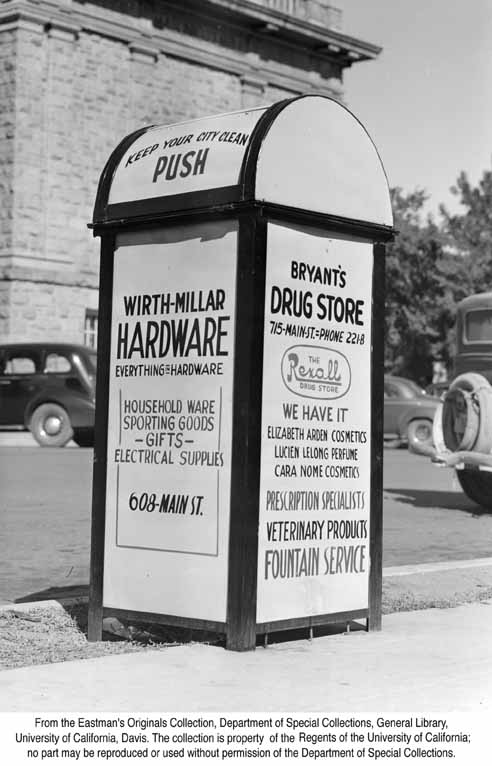 KEEP YOUR CITY CLEAN
PUSH
WIRTH-MILLAR
HARDWARE
EVERYTHING IN HARDWARE
HOUSEHOLD WARE
SPORTING GOODS
-GIFTS-
ELECTRICAL SUPPLIES
608-MAIN ST.
BRYANT'S
DRUG STORE
715-MAIN-ST.=PHONE 221-B
THE
Rexall
DRUG STORE
WE HAVE IT
ELIZABETH ARDEN COSMETICS
LUCIEN LELONG PERFUME
CARA NOME COSMETICS
PRESCRIPTION SPECIALISTS
VETERINARY PRODUCTS
FOUNTAIN SERVICE
From the Eastman's Originals Collection, Department of Special Collections, General Library,
University of California, Davis. The collection is property of the Regents of the University of California;
no part may be reproduced or used without permission of the Department of Special Collections.